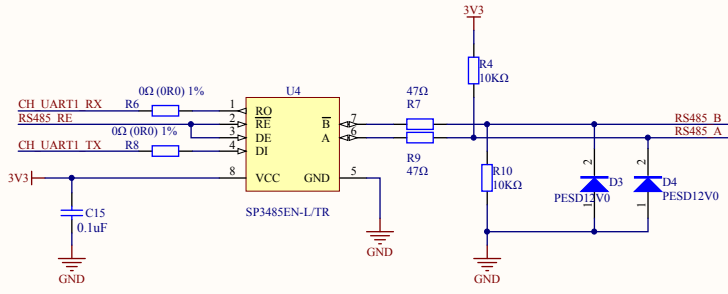 3V3
R4
10KΩ
0Ω (0R0) 1%
U4
47Ω
R7
CH_UART1_RX
R6
1
RO
RS485_RE
2
RE
B
7
RS485_B
0Ω (0R0) 1%
3
DE
A
6
RS485_A
CH_UART1_TX
R8
4
DI
R9
47Ω
3V3
8
VCC
GND
5
R10
10KΩ
2
D3
PESD12V0
1
2
D4
PESD12V0
1
C15
0.1uF
SP3485EN-L/TR
GND
GND
GND